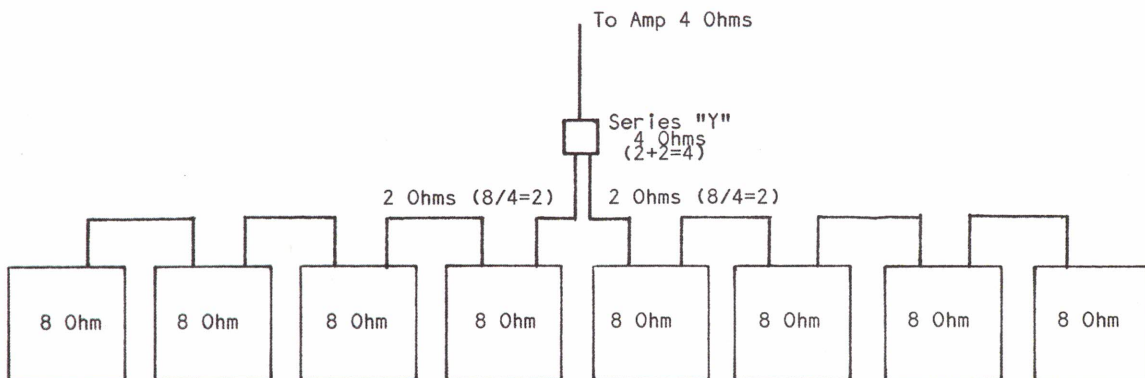 To Amp 4 Ohms
Series "Y"
4 Ohms
(2+2=4)
2 Ohms (8/4=2) 2 Ohms (8/4=2)
8 Ohm 8 Ohm 8 Ohm 8 Ohm 8 Ohm 8 Ohm 8 Ohm 8 Ohm